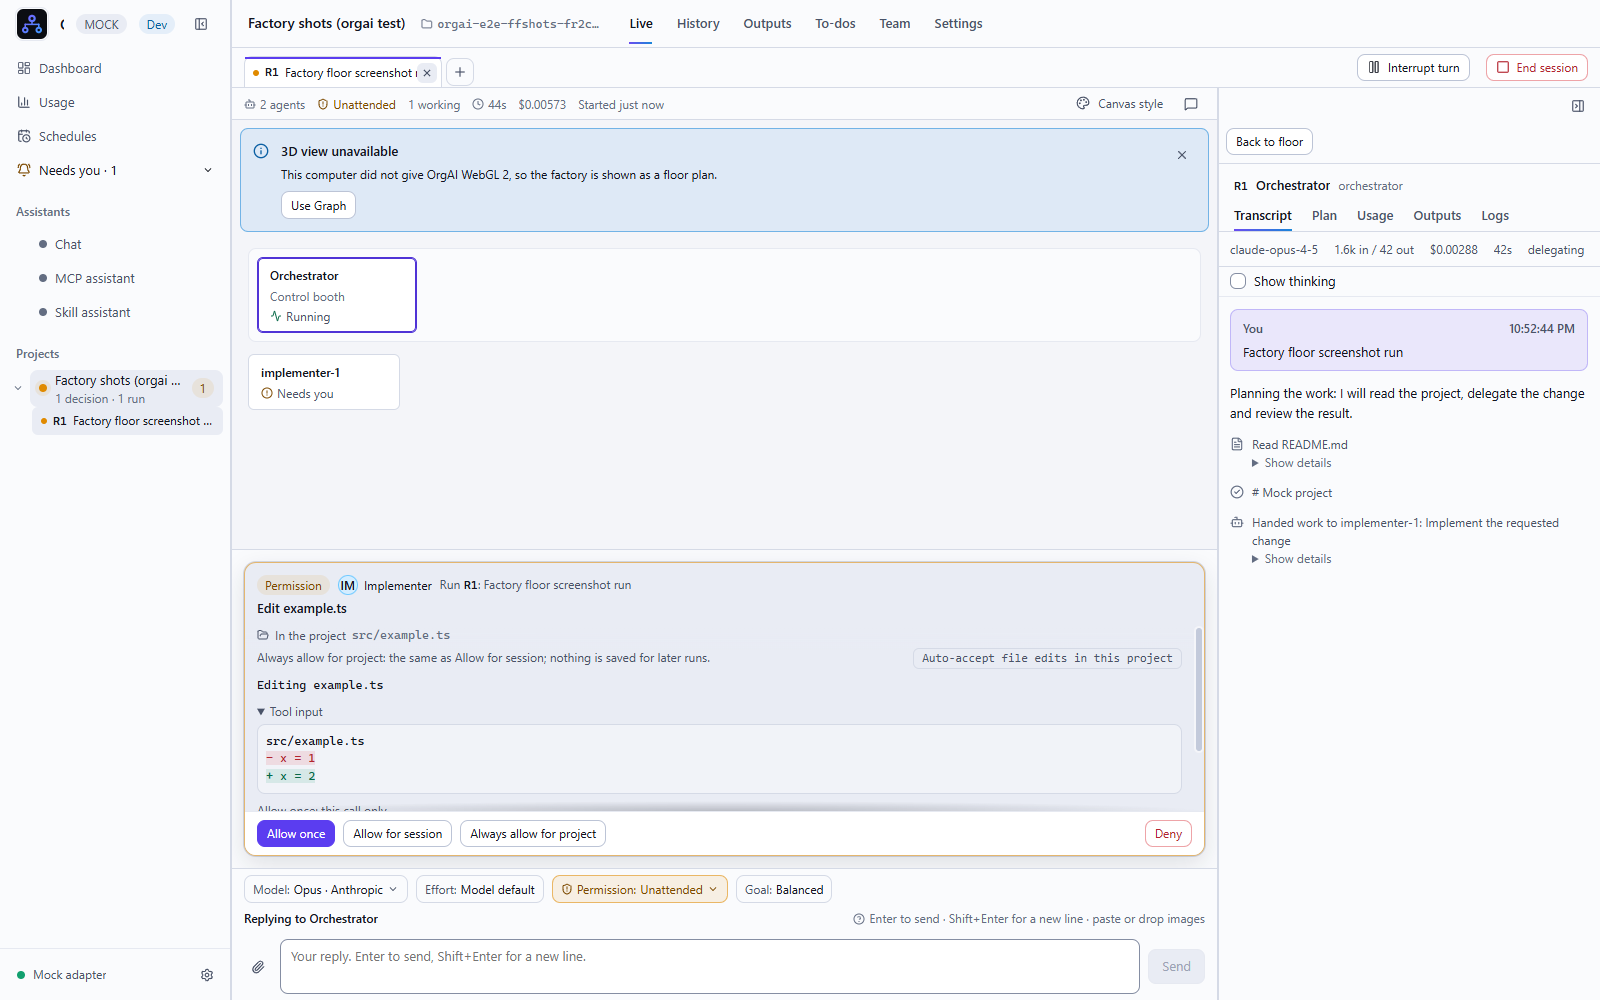 MOCK
Dev
Dashboard
Usage
Schedules
Needs you · 1
Assistants
Chat
MCP assistant
Skill assistant
Projects
Factory shots (orgai ...
1 decision · 1 run
1
R1 Factory floor screenshot ...
Mock adapter
Factory shots (orgai test)
orgai-e2e-ffshots-fr2c...
Live
History
Outputs
To-dos
Team
Settings
R1 Factory floor screenshot
Interrupt turn
End session
2 agents
Unattended
1 working
44s
$0.00573
Started just now
Canvas style
3D view unavailable
This computer did not give OrgAI WebGL 2, so the factory is shown as a floor plan.
Use Graph
Orchestrator
Control booth
Running
implementer-1
Needs you
Permission
IM
Implementer
Run R1: Factory floor screenshot run
Edit example.ts
In the project src/example.ts
Always allow for project: the same as Allow for session; nothing is saved for later runs.
Auto-accept file edits in this project
Editing example.ts
Tool input
src/example.ts
- x = 1
+ x = 2
Allow once: this call only
Allow once
Allow for session
Always allow for project
Deny
Model: Opus · Anthropic
Effort: Model default
Permission: Unattended
Goal: Balanced
Replying to Orchestrator
Enter to send · Shift+Enter for a new line · paste or drop images
Your reply. Enter to send, Shift+Enter for a new line.
Send
Back to floor
R1 Orchestrator orchestrator
Transcript
Plan
Usage
Outputs
Logs
claude-opus-4-5
1.6k in / 42 out
$0.00288
42s
delegating
Show thinking
You
10:52:44 PM
Factory floor screenshot run
Planning the work: I will read the project, delegate the change
and review the result.
Read README.md
Show details
# Mock project
Handed work to implementer-1: Implement the requested
change
Show details